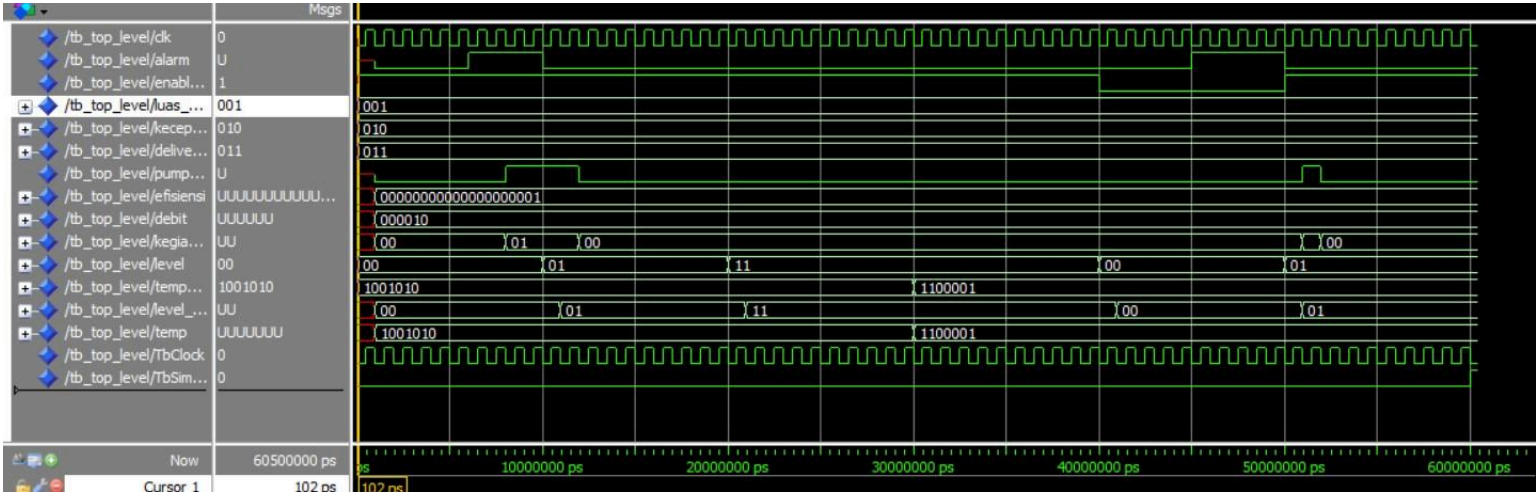 Msgs
/tb_top_level/clk 0
/tb_top_level/alarm U
/tb_top_level/enabl... 1
/tb_top_level/luas_... 001 001
/tb_top_level/kecep... 010 010
/tb_top_level/delive... 011 011
/tb_top_level/pump... U
/tb_top_level/efisiensi UUUUUUUUUUU... 00000000000000000001
/tb_top_level/debit UUUUUU 000010
/tb_top_level/kegia... UU 00 01 00 00
/tb_top_level/level 00 00 01 11 00 01
/tb_top_level/temp... 1001010 1001010 1100001
/tb_top_level/level_... UU 00 01 11 00 01
/tb_top_level/temp UUUUUUU 1001010 1100001
/tb_top_level/TbClock 0
/tb_top_level/TbSim... 0
Now 60500000 ps ps 10000000 ps 20000000 ps 30000000 ps 40000000 ps 50000000 ps 60000000 ps
Cursor 1 102 ps 102 ps